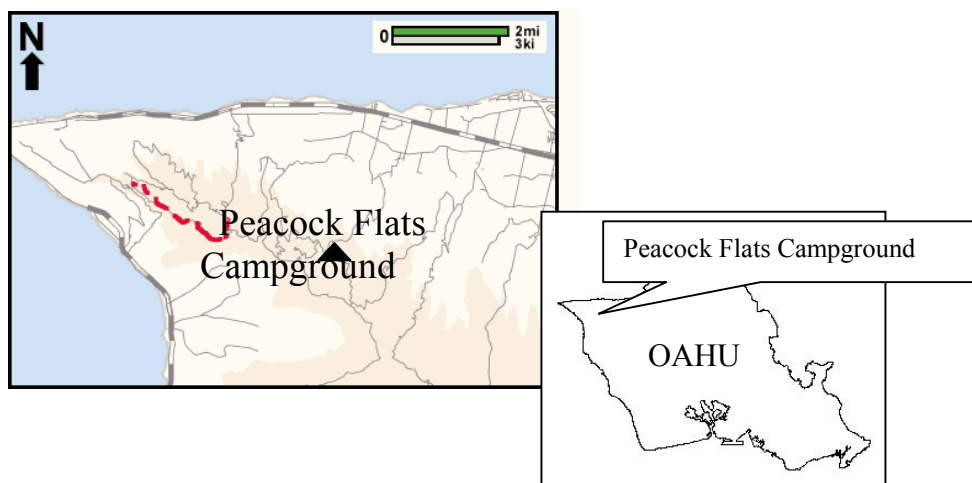 N
0 2mi
3ki
Peacock Flats
Campground
Peacock Flats Campground
OAHU